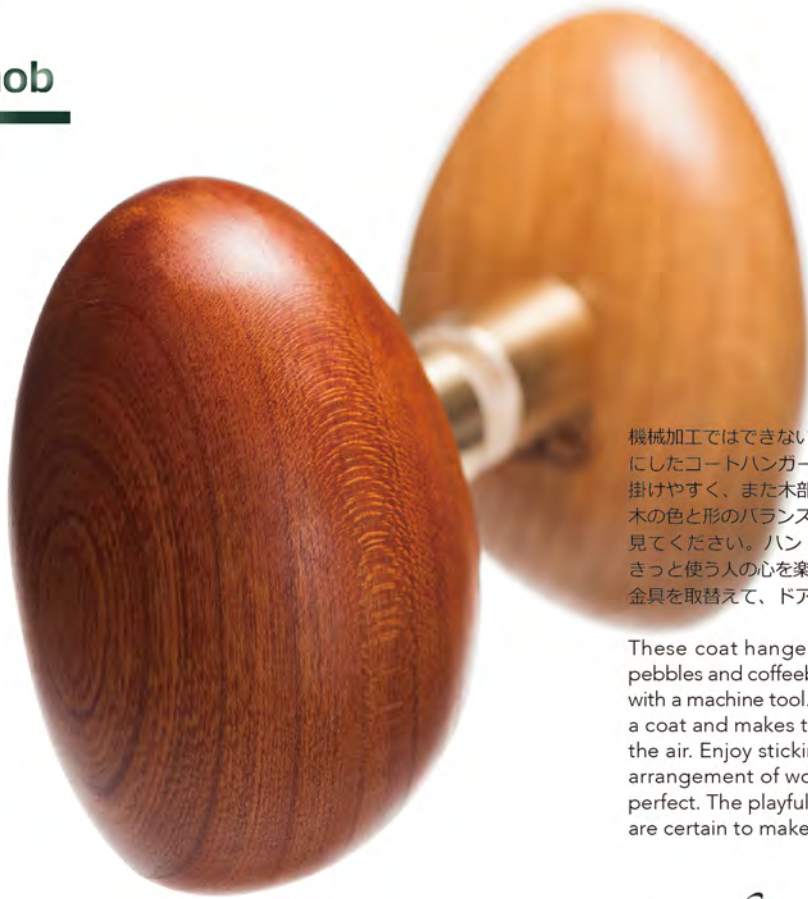 ob
機械加工ではできない
にしたコートハンガー
掛けやすく、また木部
木の色と形のバランス
見てください。ハン
きっと使う人の心を楽
金具を取替えて、ドア
These coat hange
pebbles and coffeeb
with a machine tool.
a coat and makes t
the air. Enjoy stickin
arrangement of wo
perfect. The playful
are certain to make